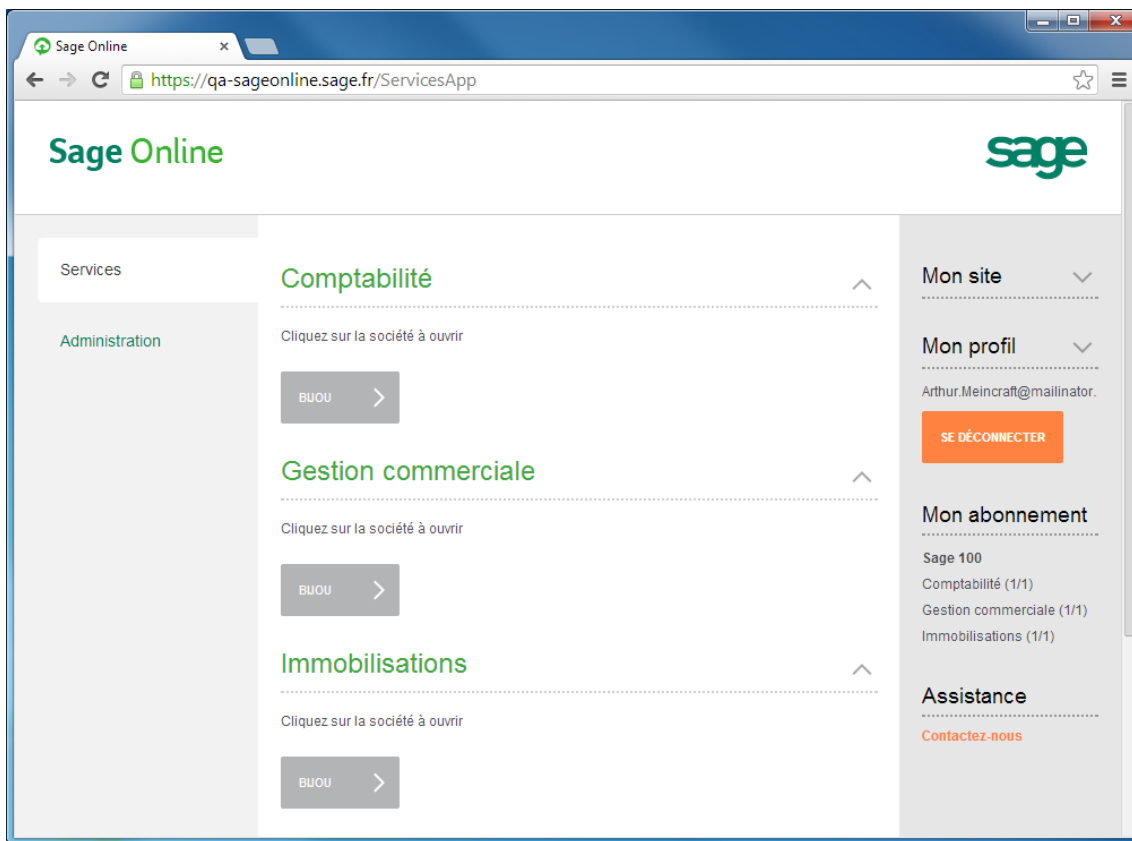 Sage Online
https://qa-sageonline.sage.fr/ServicesApp
Sage Online
sage
Services
Administration
Comptabilité
Cliquez sur la société à ouvrir
BIJOU
Gestion commerciale
Cliquez sur la société à ouvrir
BIJOU
Immobilisations
Cliquez sur la société à ouvrir
BIJOU
Mon site
Mon profil
Arthur.Meincraft@mailinator.
SE DÉCONNECTER
Mon abonnement
Sage 100
Comptabilité (1/1)
Gestion commerciale (1/1)
Immobilisations (1/1)
Assistance
Contactez-nous